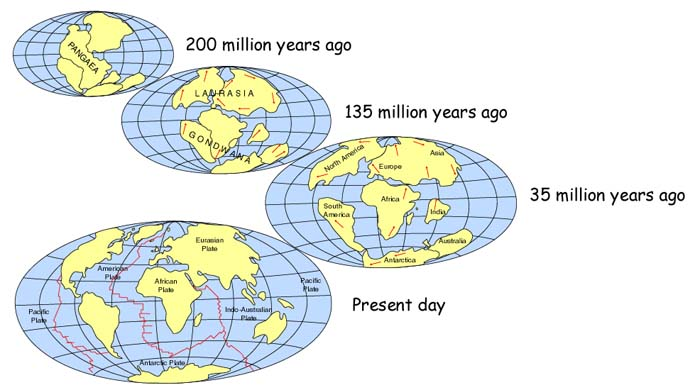 PANGAEA
200 million years ago
LAURASIA
GONDWANA
135 million years ago
North America
Europe
Asia
Africa
South
America
India
Australia
Antarctica
35 million years ago
Eurasian
Plate
American
Plate
African
Plate
Pacific
Plate
Pacific
Plate
Indo-Australian
Plate
Antarctic Plate
Present day